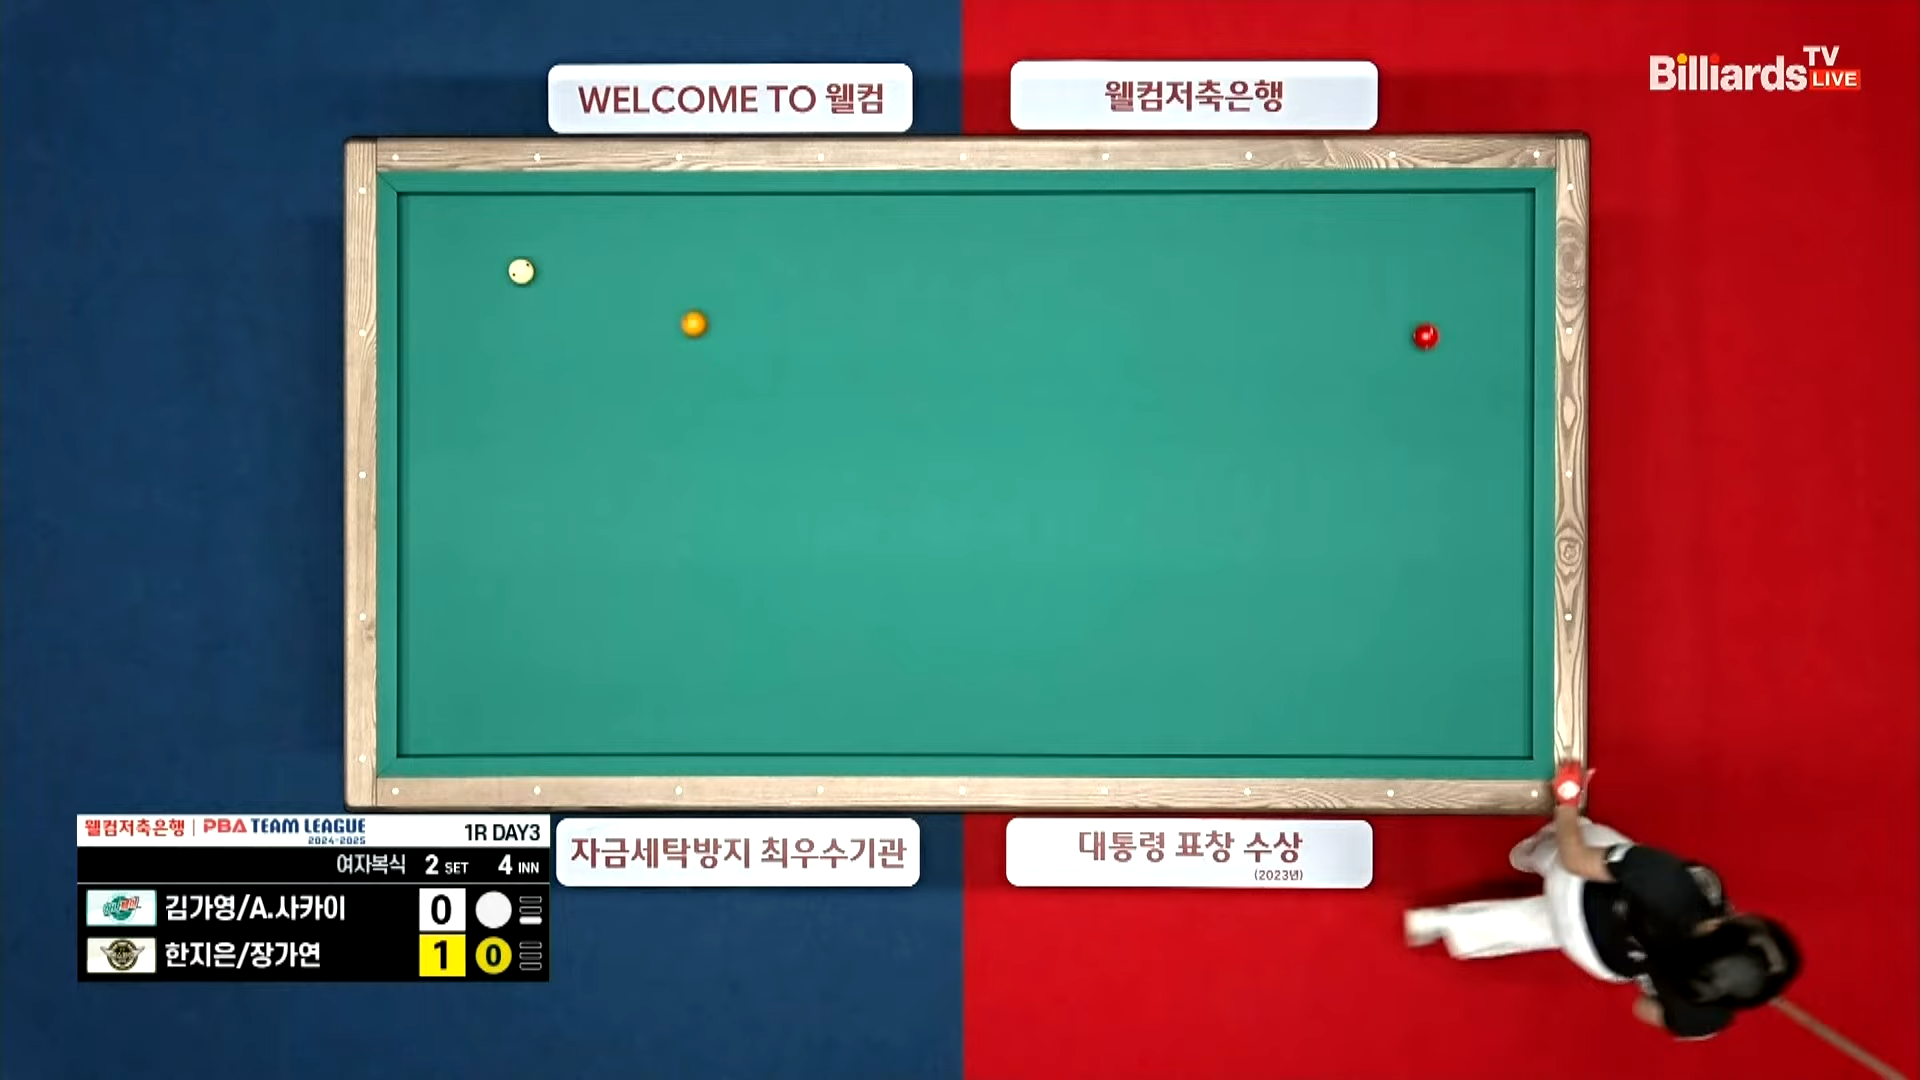 WELCOME TO 웰컴
웰컴저축은행
BilliardsTV LIVE
자금세탁방지 최우수기관
대통령 표창 수상
(2023년)
웰컴저축은행 | PBA TEAM LEAGUE 2024-2025 1R DAY3
여자복식 2 SET 4 INN
김가영/A.사카이 0
한지은/장가연 1 0